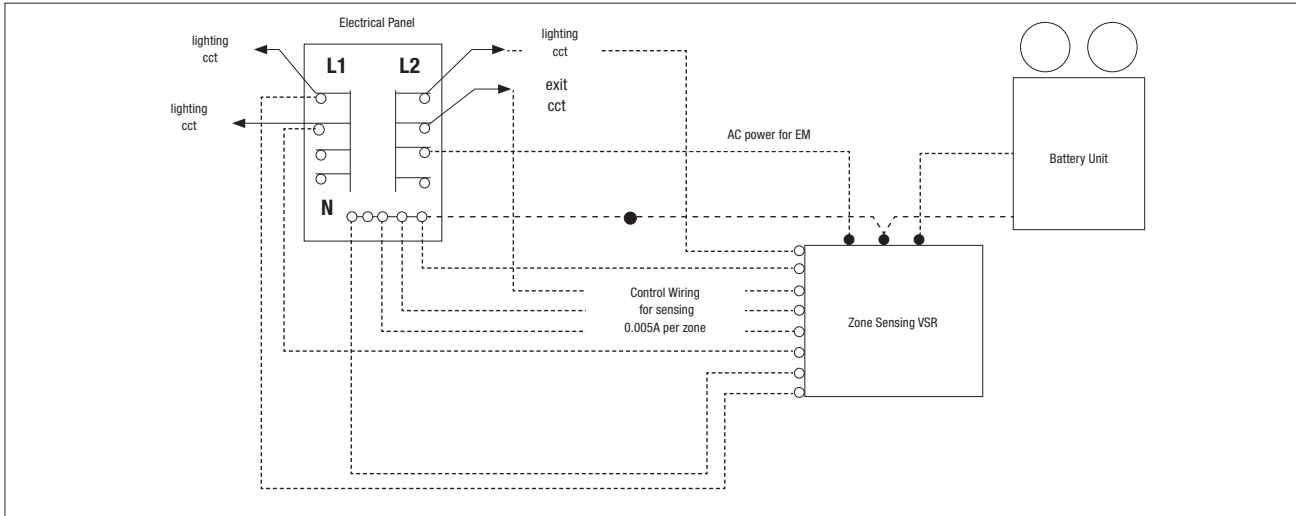 Electrical Panel
lighting
cct
L1
L2
lighting
cct
exit
cct
lighting
cct
N
AC power for EM
Battery Unit
Control Wiring
for sensing
0.005A per zone
Zone Sensing VSR